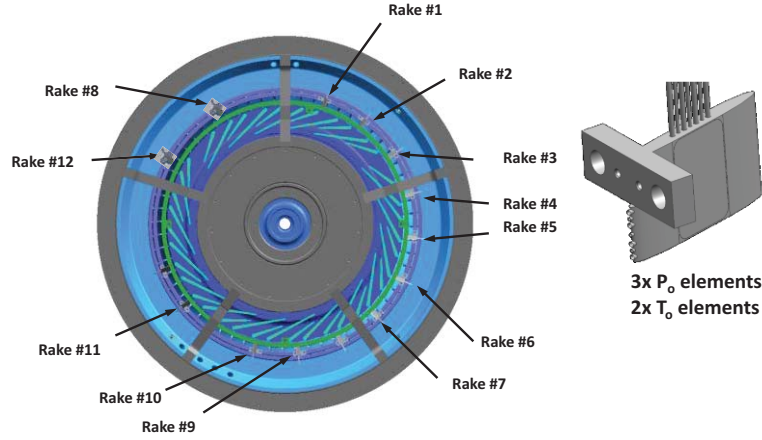 Rake #1
Rake #2
Rake #8
Rake #3
Rake #12
Rake #4
Rake #5
3x Pₒ elements
2x Tₒ elements
Rake #6
Rake #11
Rake #7
Rake #10
Rake #9